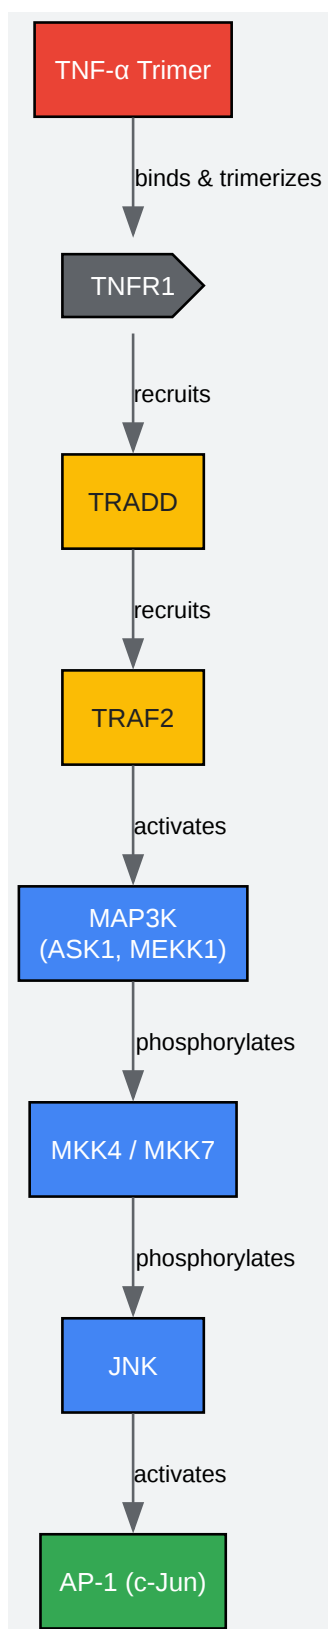 TNF-α Trimer
binds & trimerizes
TNFR1
recruits
TRADD
recruits
TRAF2
activates
MAP3K
(ASK1, MEKK1)
phosphorylates
MKK4 / MKK7
phosphorylates
JNK
activates
AP-1 (c-Jun)